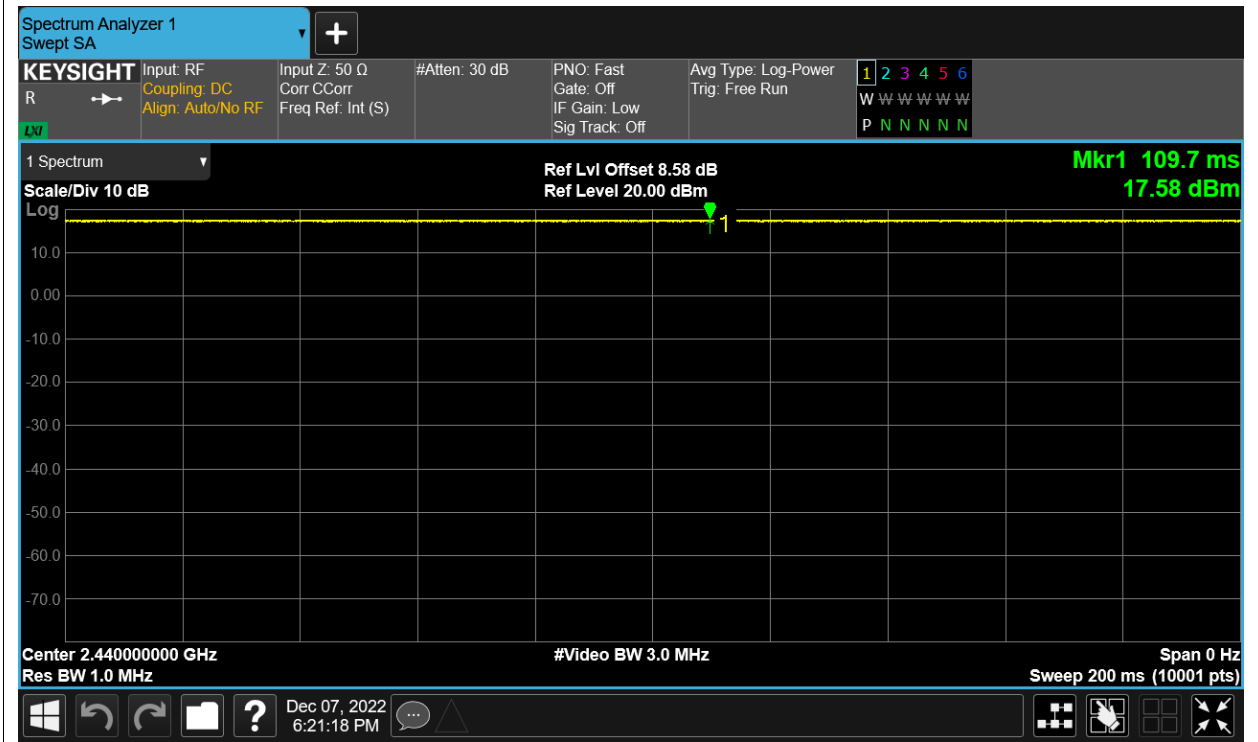 Spectrum Analyzer 1
Swept SA
KEYSIGHT
R
LXI
Input: RF
Coupling: DC
Align: Auto/No RF
Input Z: 50 Ω
Corr CCorr
Freq Ref: Int (S)
#Atten: 30 dB
PNO: Fast
Gate: Off
IF Gain: Low
Sig Track: Off
Avg Type: Log-Power
Trig: Free Run
1 2 3 4 5 6
W W W W W W
P N N N N N
1 Spectrum
Scale/Div 10 dB
Ref Lvl Offset 8.58 dB
Ref Level 20.00 dBm
Mkr1 109.7 ms
17.58 dBm
Log
1
10.0
0.00
-10.0
-20.0
-30.0
-40.0
-50.0
-60.0
-70.0
Center 2.440000000 GHz
#Video BW 3.0 MHz
Span 0 Hz
Res BW 1.0 MHz
Sweep 200 ms (10001 pts)
?
Dec 07, 2022
6:21:18 PM